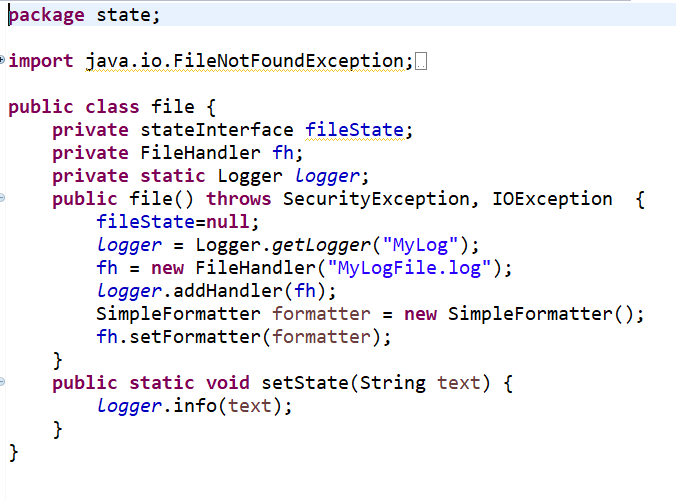 package state;
import java.io.FileNotFoundException;
public class file {
    private stateInterface fileState;
    private FileHandler fh;
    private static Logger logger;
    public file() throws SecurityException, IOException  {
        fileState=null;
        logger = Logger.getLogger("MyLog");
        fh = new FileHandler("MyLogFile.log");
        logger.addHandler(fh);
        SimpleFormatter formatter = new SimpleFormatter();
        fh.setFormatter(formatter);
    }
    public static void setState(String text) {
        logger.info(text);
    }
}